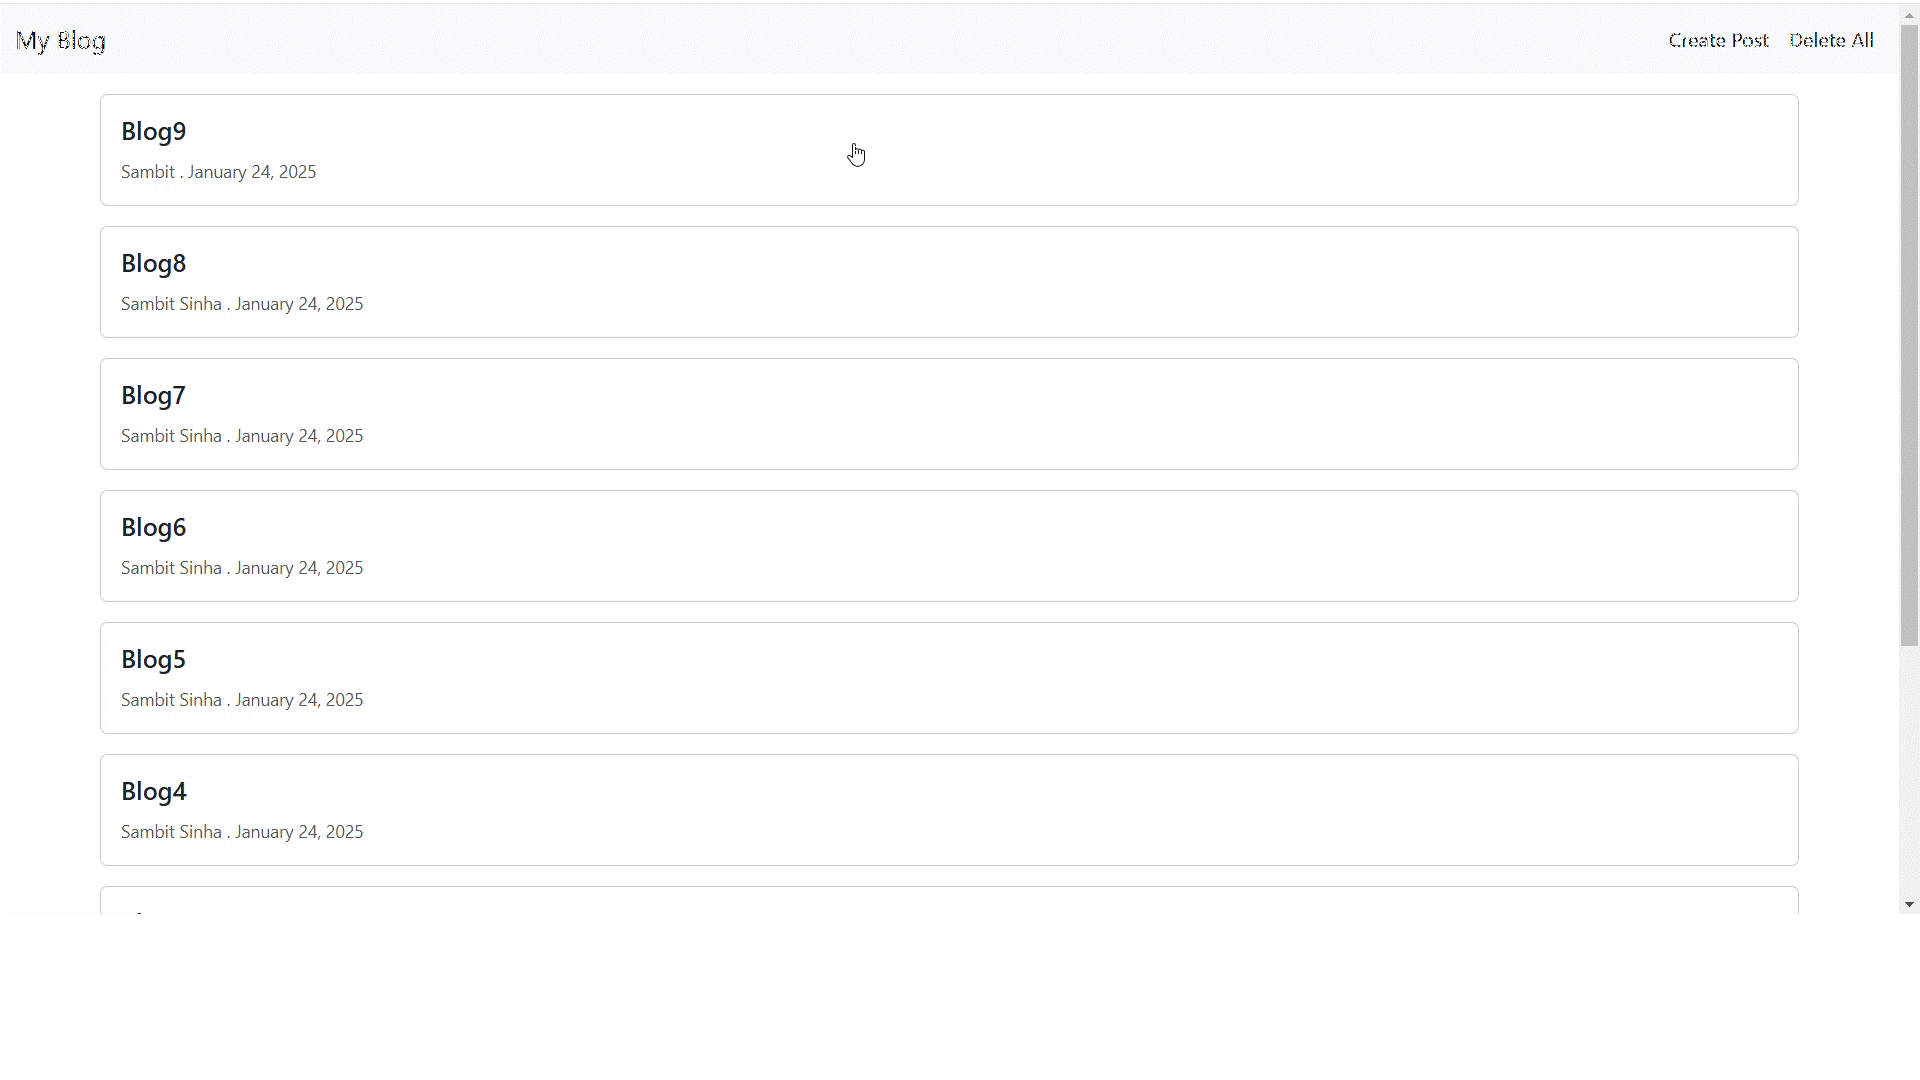 My Blog
Create Post Delete All
Blog9
Sambit . January 24, 2025
Blog8
Sambit Sinha . January 24, 2025
Blog7
Sambit Sinha . January 24, 2025
Blog6
Sambit Sinha . January 24, 2025
Blog5
Sambit Sinha . January 24, 2025
Blog4
Sambit Sinha . January 24, 2025